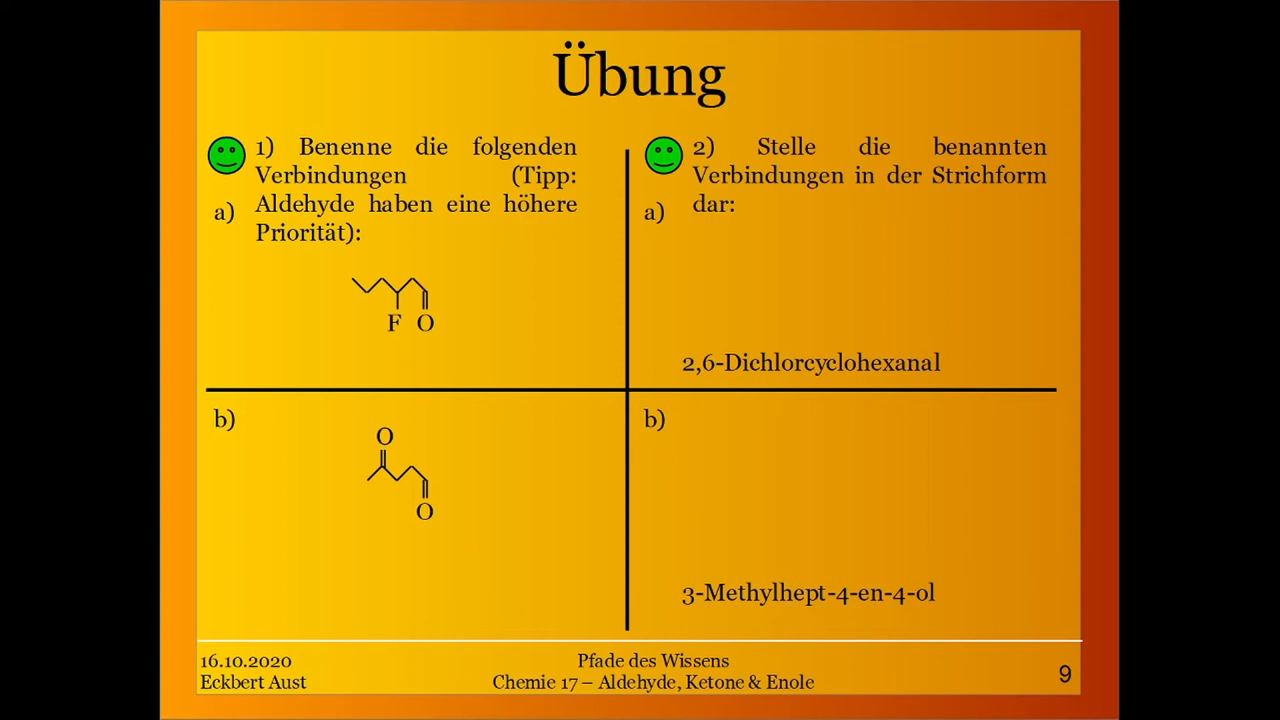 Übung
1) Benenne die folgenden
Verbindungen (Tipp:
Aldehyde haben eine höhere
Priorität):
a)
F O
b)
O
O
2) Stelle die benannten
Verbindungen in der Strichform
dar:
a)
2,6-Dichlorcyclohexanal
b)
3-Methylhept-4-en-4-ol
16.10.2020
Eckbert Aust
Pfade des Wissens
Chemie 17 – Aldehyde, Ketone & Enole
9